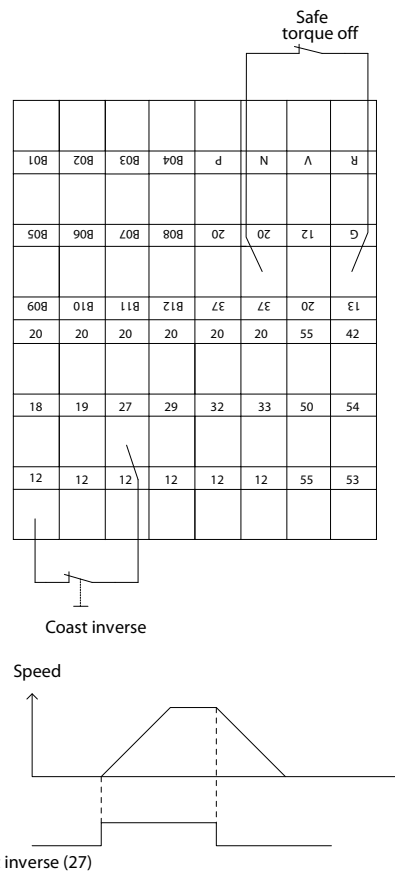 Safe
torque off
B01 B02 B03 B04 P N V R
B05 B06 B07 B08 20 20 12 G
B09 B10 B11 B12 37 37 20 13
20 20 20 20 20 20 55 42
18 19 27 29 32 33 50 54
12 12 12 12 12 12 55 53
Coast inverse
Speed
inverse (27)